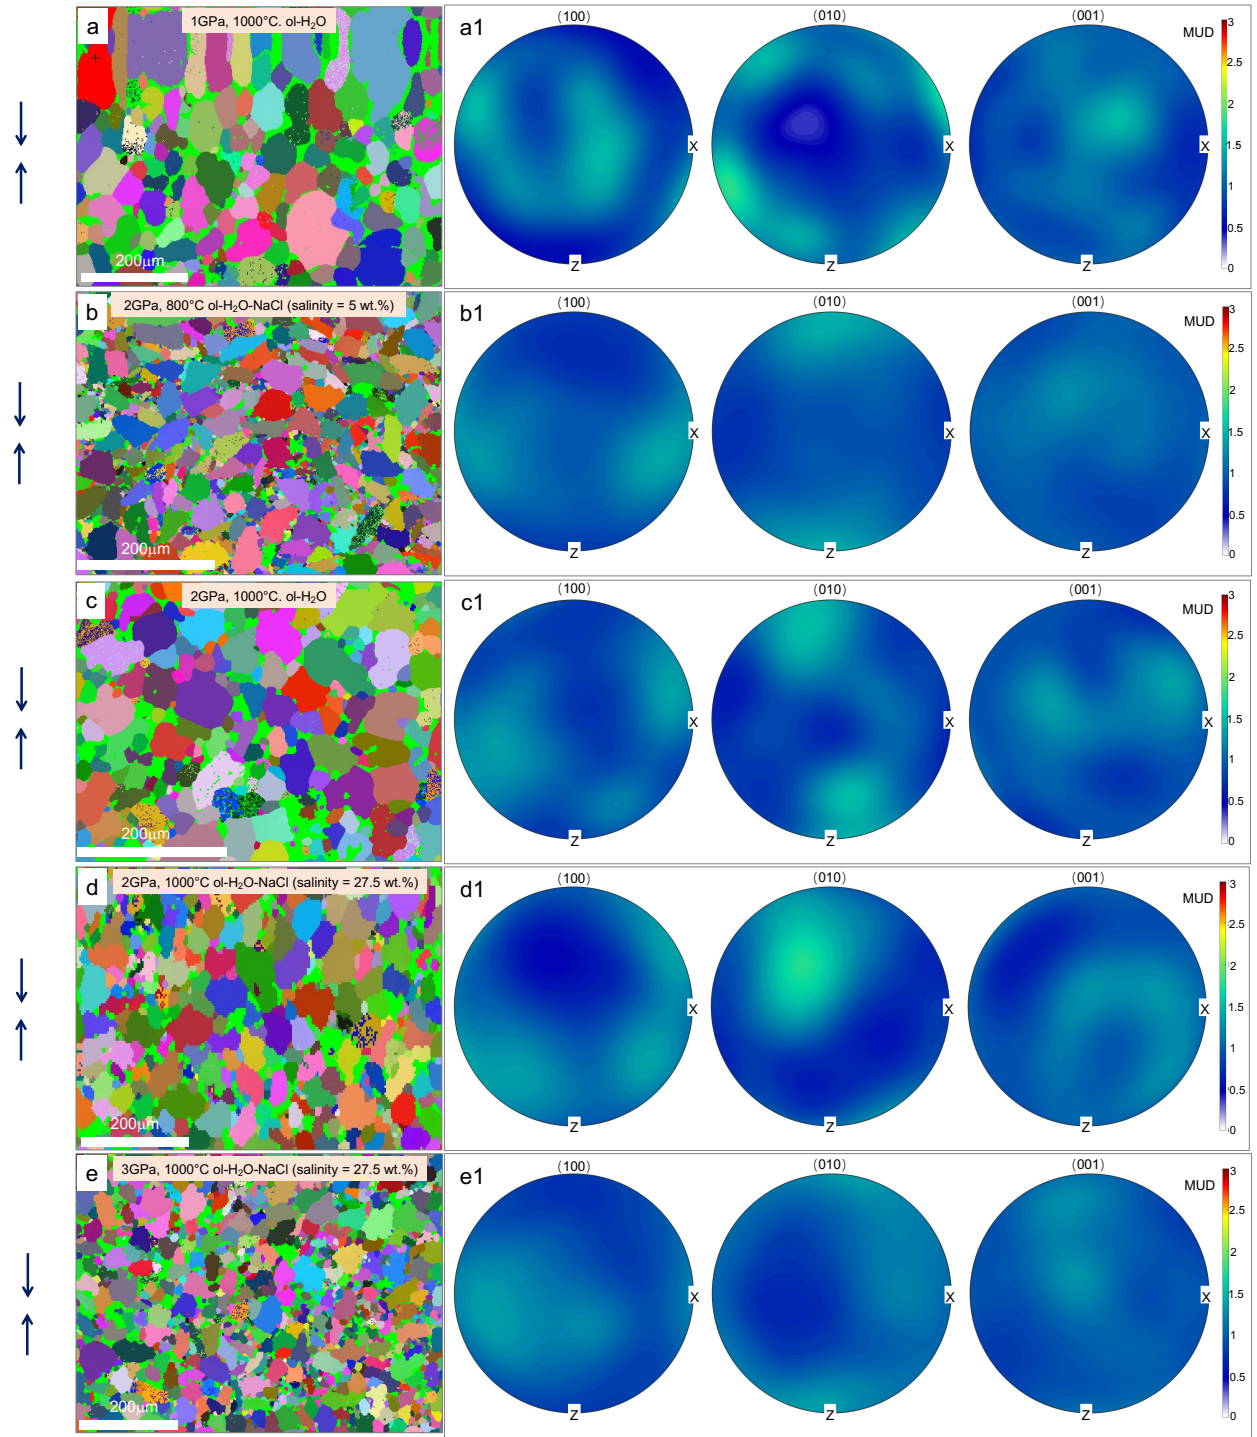 a
1GPa, 1000°C. ol-H₂O
200μm
a1
(100)
(010)
(001)
X
Z
X
Z
X
Z
MUD
3
2.5
2
1.5
1
0.5
0
b
2GPa, 800°C ol-H₂O-NaCl (salinity = 5 wt.%)
200μm
b1
(100)
(010)
(001)
X
Z
X
Z
X
Z
MUD
3
2.5
2
1.5
1
0.5
0
c
2GPa, 1000°C. ol-H₂O
200μm
c1
(100)
(010)
(001)
X
Z
X
Z
X
Z
MUD
3
2.5
2
1.5
1
0.5
0
d
2GPa, 1000°C ol-H₂O-NaCl (salinity = 27.5 wt.%)
200μm
d1
(100)
(010)
(001)
X
Z
X
Z
X
Z
MUD
3
2.5
2
1.5
1
0.5
0
e
3GPa, 1000°C ol-H₂O-NaCl (salinity = 27.5 wt.%)
200μm
e1
(100)
(010)
(001)
X
Z
X
Z
X
Z
MUD
3
2.5
2
1.5
1
0.5
0